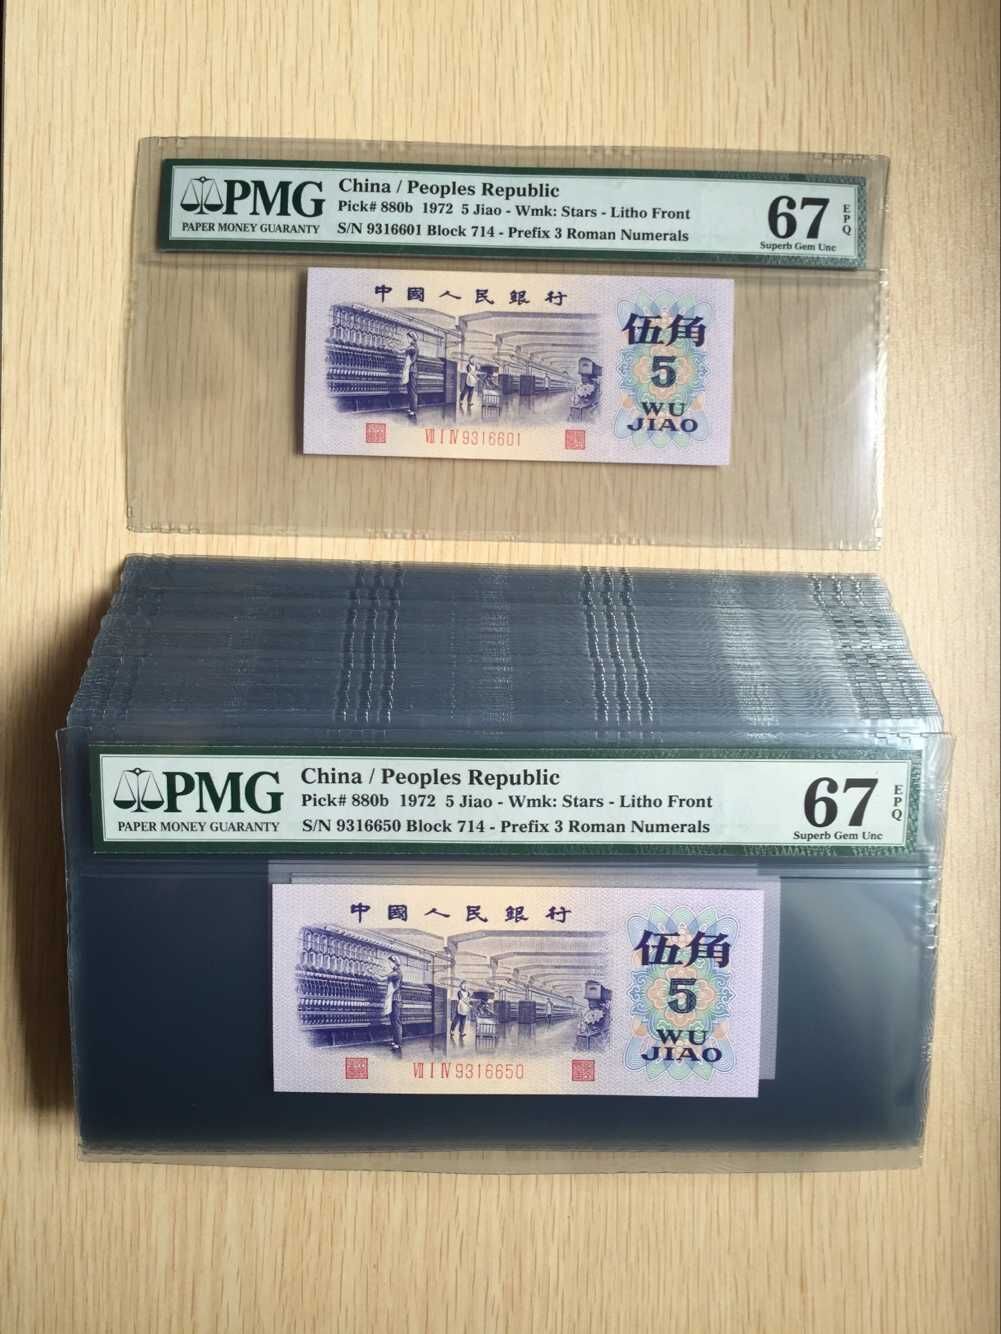 PMG
PAPER MONEY GUARANTY
China / Peoples Republic
Pick# 880b 1972 5 Jiao - Wmk: Stars - Litho Front
S/N 9316601 Block 714 - Prefix 3 Roman Numerals
67
EPQ
Superb Gem Unc
中國人民銀行
伍角
5
WU
JIAO
Ⅶ Ⅰ Ⅳ 9316601
PMG
PAPER MONEY GUARANTY
China / Peoples Republic
Pick# 880b 1972 5 Jiao - Wmk: Stars - Litho Front
S/N 9316650 Block 714 - Prefix 3 Roman Numerals
67
EPQ
Superb Gem Unc
中國人民銀行
伍角
5
WU
JIAO
Ⅶ Ⅰ Ⅳ 9316650